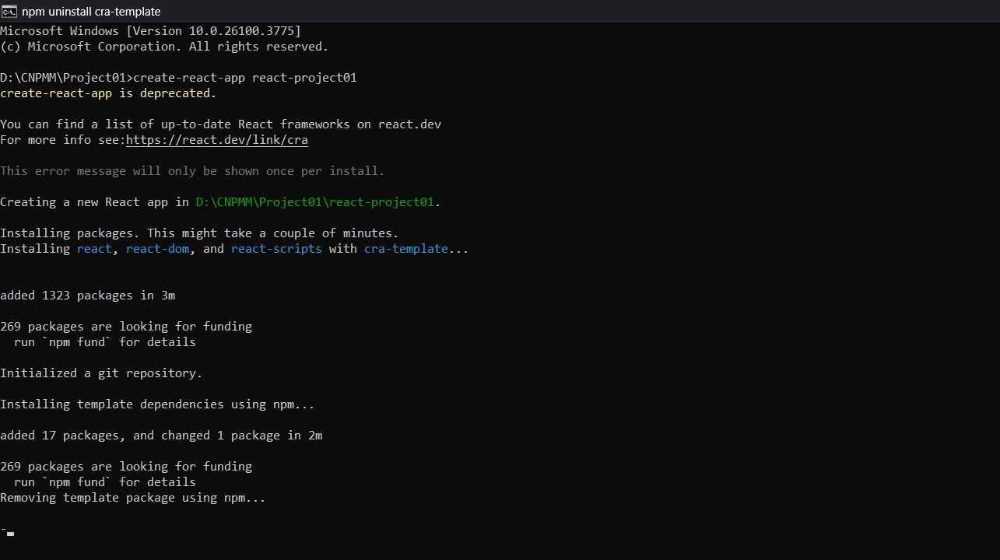 npm uninstall cra-template
Microsoft Windows [Version 10.0.26100.3775]
(c) Microsoft Corporation. All rights reserved.
D:\CNPMM\Project01>create-react-app react-project01
create-react-app is deprecated.
You can find a list of up-to-date React frameworks on react.dev
For more info see:https://react.dev/link/cra
This error message will only be shown once per install.
Creating a new React app in D:\CNPMM\Project01\react-project01.
Installing packages. This might take a couple of minutes.
Installing react, react-dom, and react-scripts with cra-template...
added 1323 packages in 3m
269 packages are looking for funding
  run `npm fund` for details
Initialized a git repository.
Installing template dependencies using npm...
added 17 packages, and changed 1 package in 2m
269 packages are looking for funding
  run `npm fund` for details
Removing template package using npm...
-